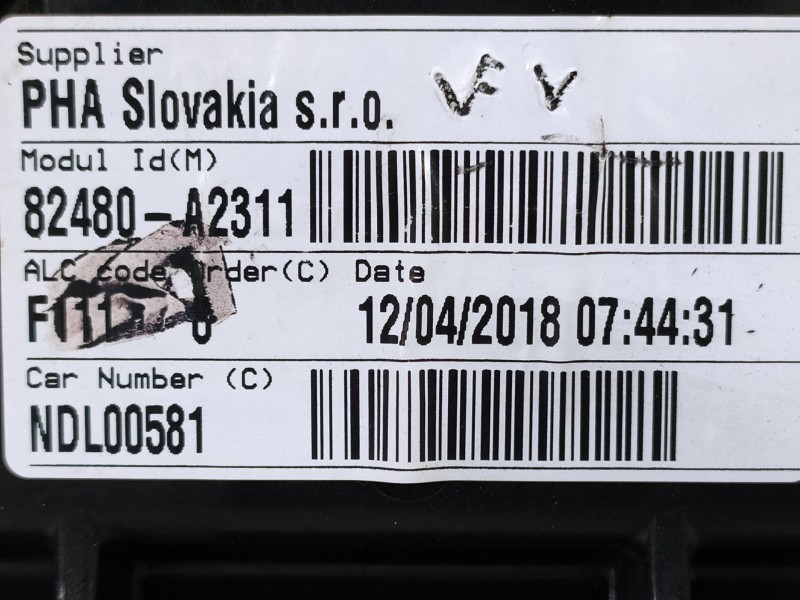 Supplier
PHA Slovakia s.r.o.
Modul Id(M)
82480-A2311
ALC code Order(C) Date
12/04/2018 07:44:31
Car Number (C)
NDL00581